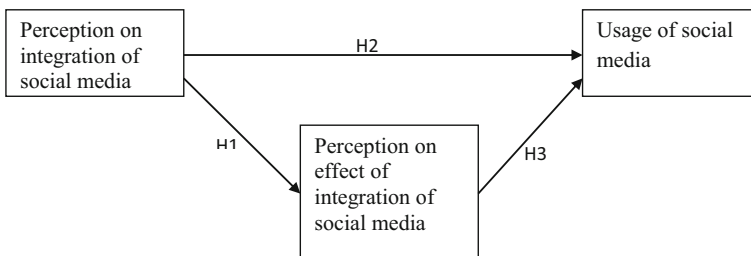 Perception on
integration of
social media
H2
Usage of social
media
H1
Perception on
effect of
integration of
social media
H3